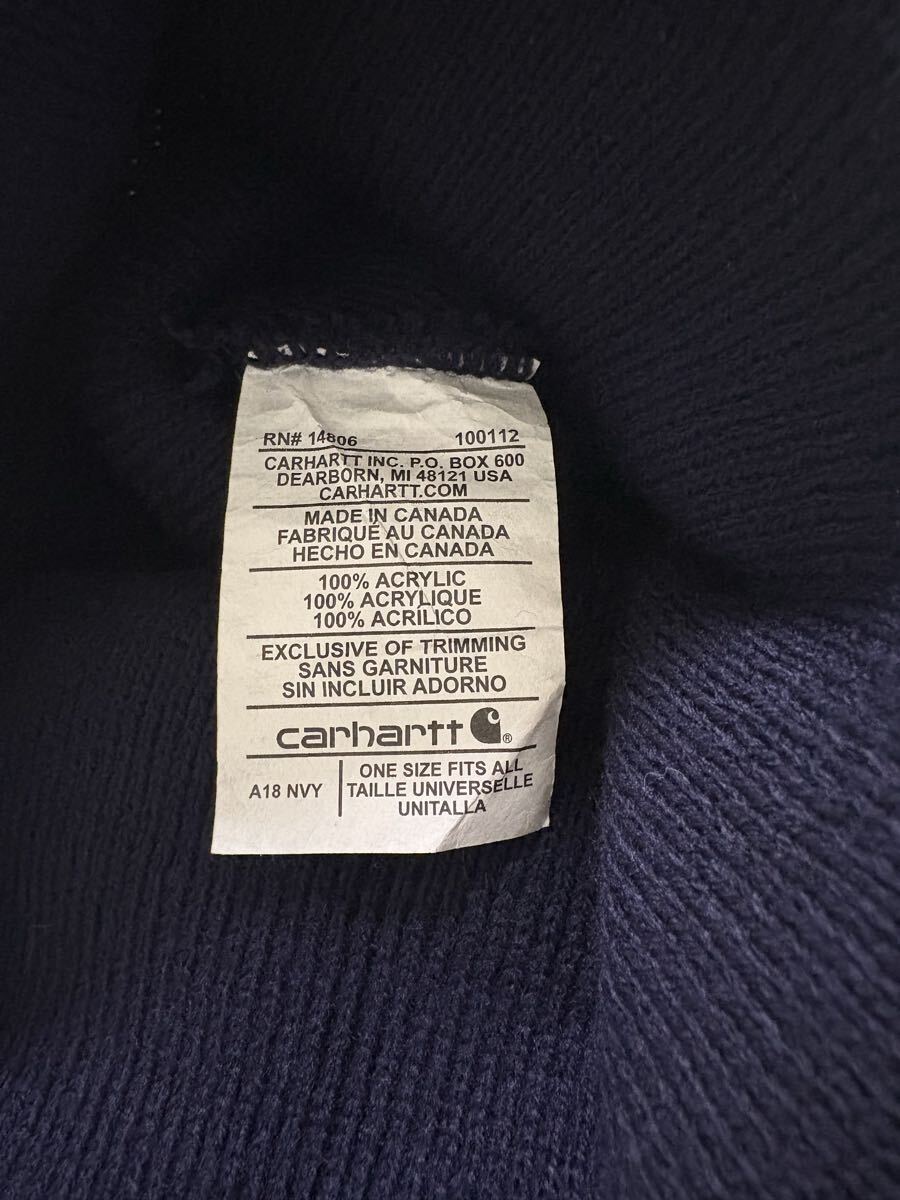 RN# 14806 100112
CARHARTT INC. P.O. BOX 600
DEARBORN, MI 48121 USA
CARHARTT.COM
MADE IN CANADA
FABRIQUÉ AU CANADA
HECHO EN CANADA
100% ACRYLIC
100% ACRYLIQUE
100% ACRÍLICO
EXCLUSIVE OF TRIMMING
SANS GARNITURE
SIN INCLUIR ADORNO
carhartt ®
A18 NVY
ONE SIZE FITS ALL
TAILLE UNIVERSELLE
UNITALLA